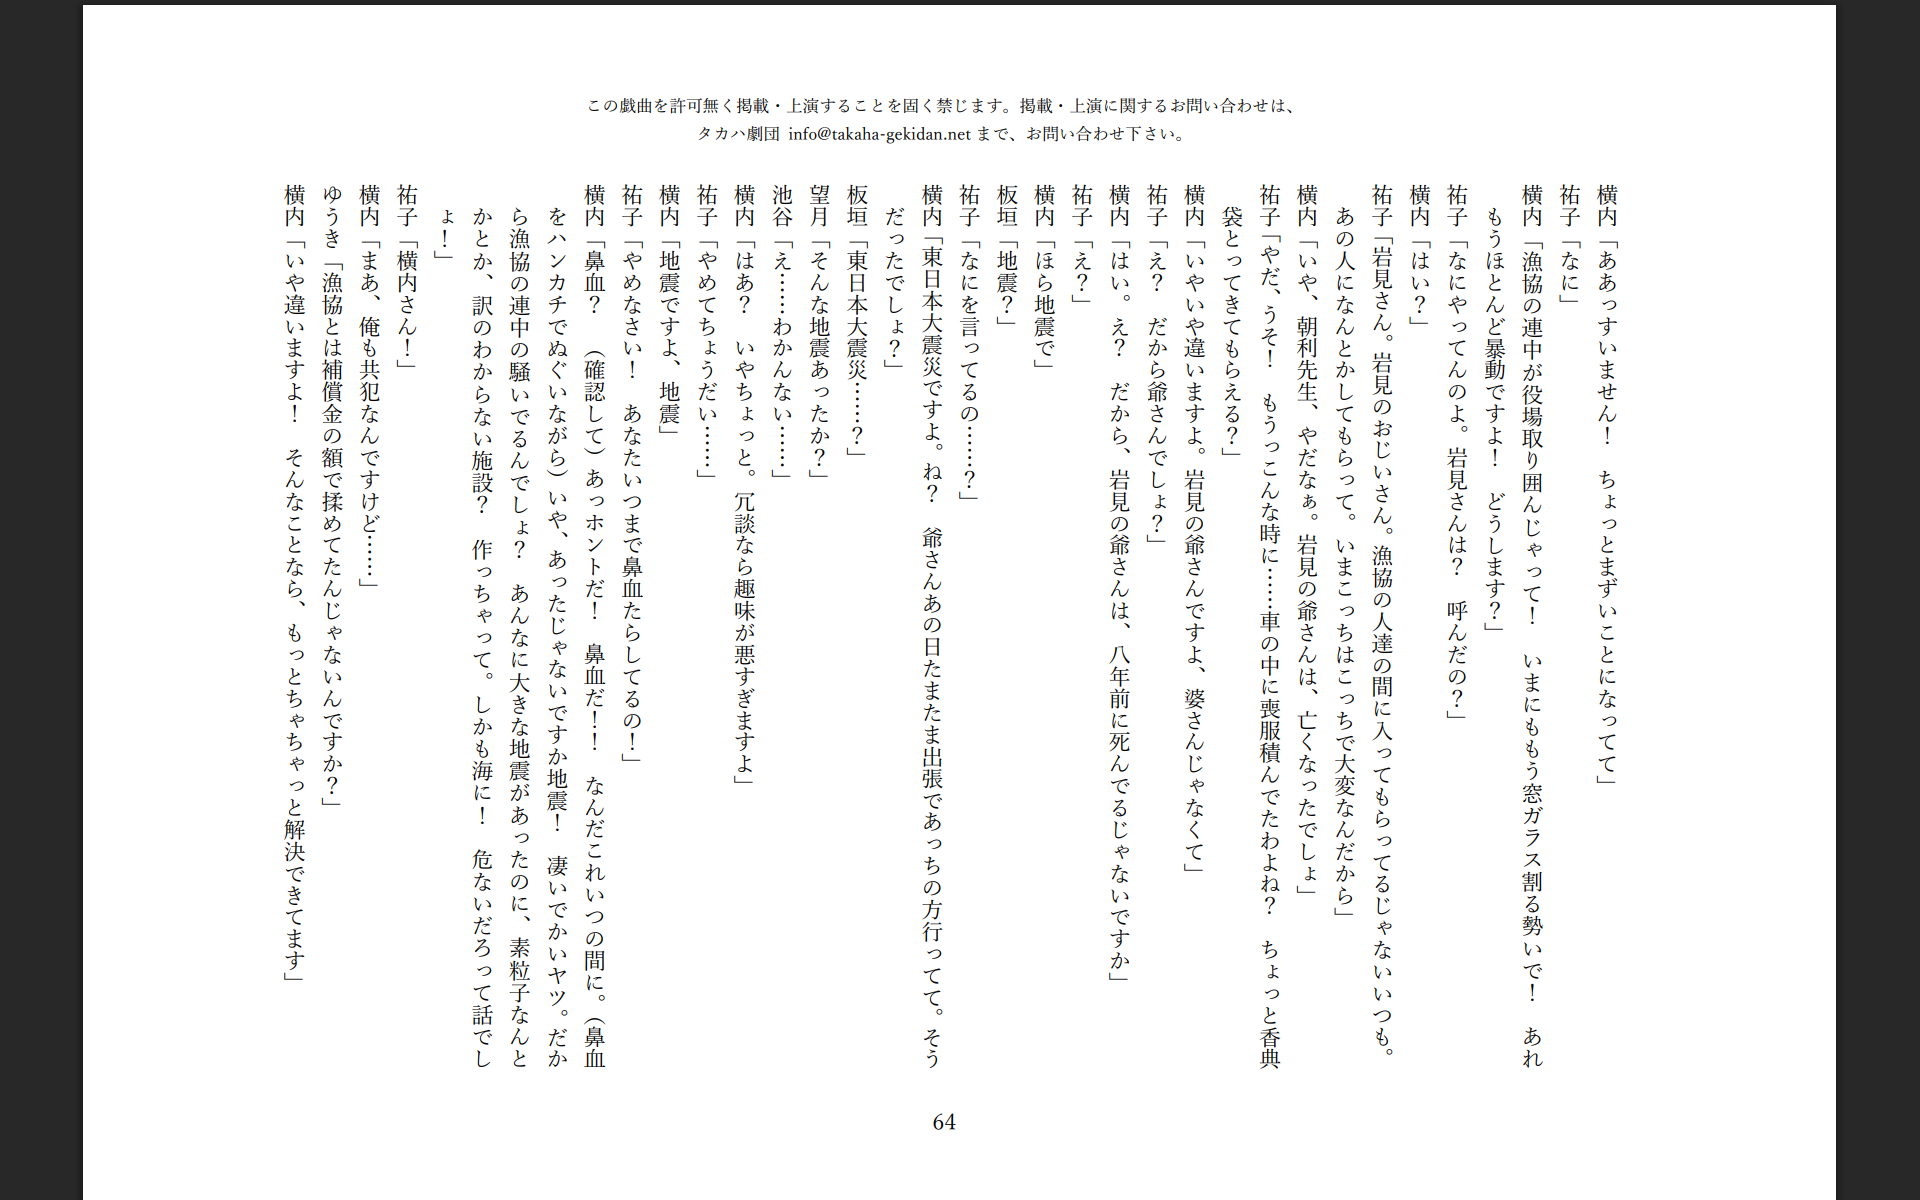 この戯曲を許可無く掲載・上演することを固く禁じます。掲載・上演に関するお問い合わせは、
タカハ劇団 info@takaha-gekidan.net まで、お問い合わせ下さい。
横内「ああっすいません！　ちょっとまずいことになってて」
祐子「なに」
横内「漁協の連中が役場取り囲んじゃって！　いまにももう窓ガラス割る勢いで！　あれ
もうほとんど暴動ですよ！　どうします？」
祐子「なにやってんのよ。岩見さんは？　呼んだの？」
横内「はい？」
祐子「岩見さん。岩見のおじいさん。漁協の人達の間に入ってもらってるじゃないいつも。
あの人になんとかしてもらって。いまこっちはこっちで大変なんだから」
横内「いや、朝利先生、やだなぁ。岩見の爺さんは、亡くなったでしょ」
祐子「やだ、うそ！　もうっこんな時に……車の中に喪服積んでたわよね？　ちょっと香典
袋とってきてもらえる？」
横内「いやいや違いますよ。岩見の爺さんですよ、婆さんじゃなくて」
祐子「え？　だから爺さんでしょ？」
横内「はい。え？　だから、岩見の爺さんは、八年前に死んでるじゃないですか」
祐子「え？」
横内「ほら地震で」
板垣「地震？」
祐子「なにを言ってるの……？」
横内「東日本大震災ですよ。ね？　爺さんあの日たまたま出張であっちの方行ってて。そう
だったでしょ？」
板垣「東日本大震災……？」
望月「そんな地震あったか？」
池谷「え……わかんない……」
横内「はあ？　いやちょっと。冗談なら趣味が悪すぎますよ」
祐子「やめてちょうだい……」
横内「地震ですよ、地震」
祐子「やめなさい！　あなたいつまで鼻血たらしてるの！」
横内「鼻血？　（確認して）あっホントだ！　鼻血だ！！　なんだこれいつの間に。（鼻血
をハンカチでぬぐいながら）いや、あったじゃないですか地震！　凄いでかいヤツ。だか
ら漁協の連中の騒いでるんでしょ？　あんなに大きな地震があったのに、素粒子なんと
かとか、訳のわからない施設？　作っちゃって。しかも海に！　危ないだろって話でし
ょ！」
祐子「横内さん！」
横内「まあ、俺も共犯なんですけど……」
ゆうき「漁協とは補償金の額で揉めてたんじゃないんですか？」
横内「いや違いますよ！　そんなことなら、もっとちゃちゃっと解決できてます」
64